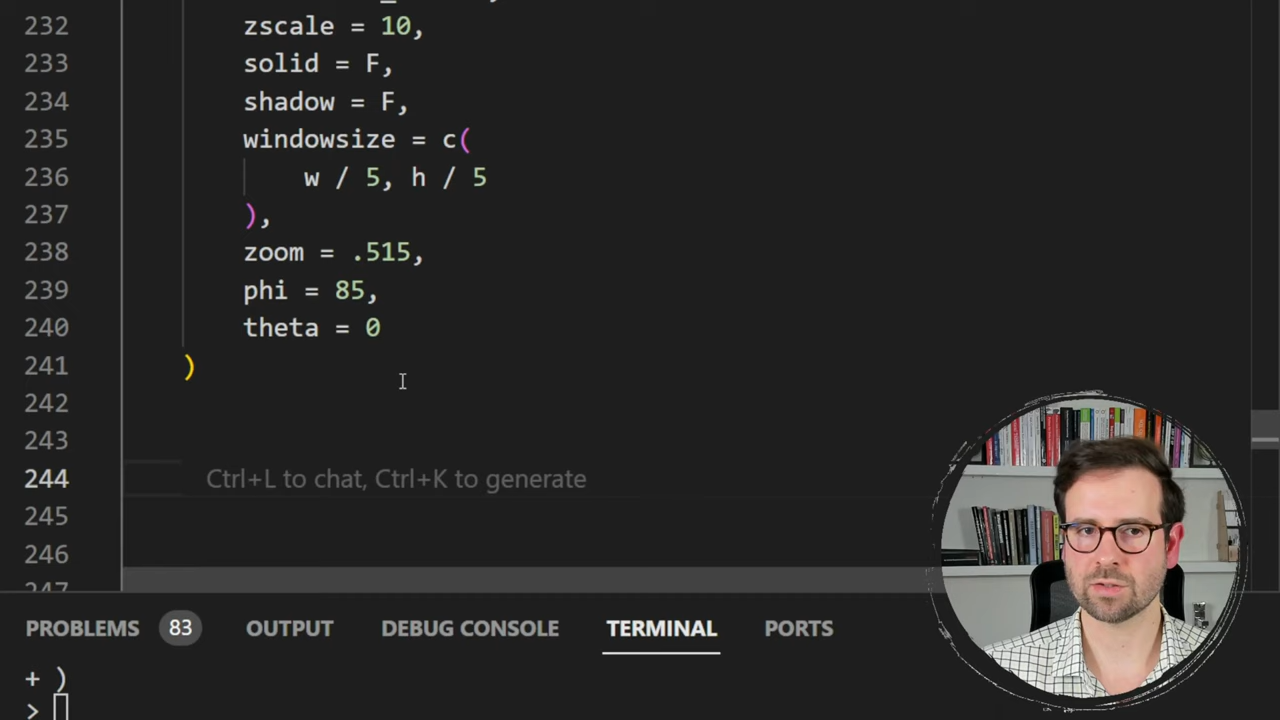 232 zscale = 10,
233 solid = F,
234 shadow = F,
235 windowsize = c(
236 w / 5, h / 5
237 ),
238 zoom = .515,
239 phi = 85,
240 theta = 0
241 )
242
243
244 Ctrl+L to chat, Ctrl+K to generate
245
246
247
PROBLEMS 83 OUTPUT DEBUG CONSOLE TERMINAL PORTS
+ )
>